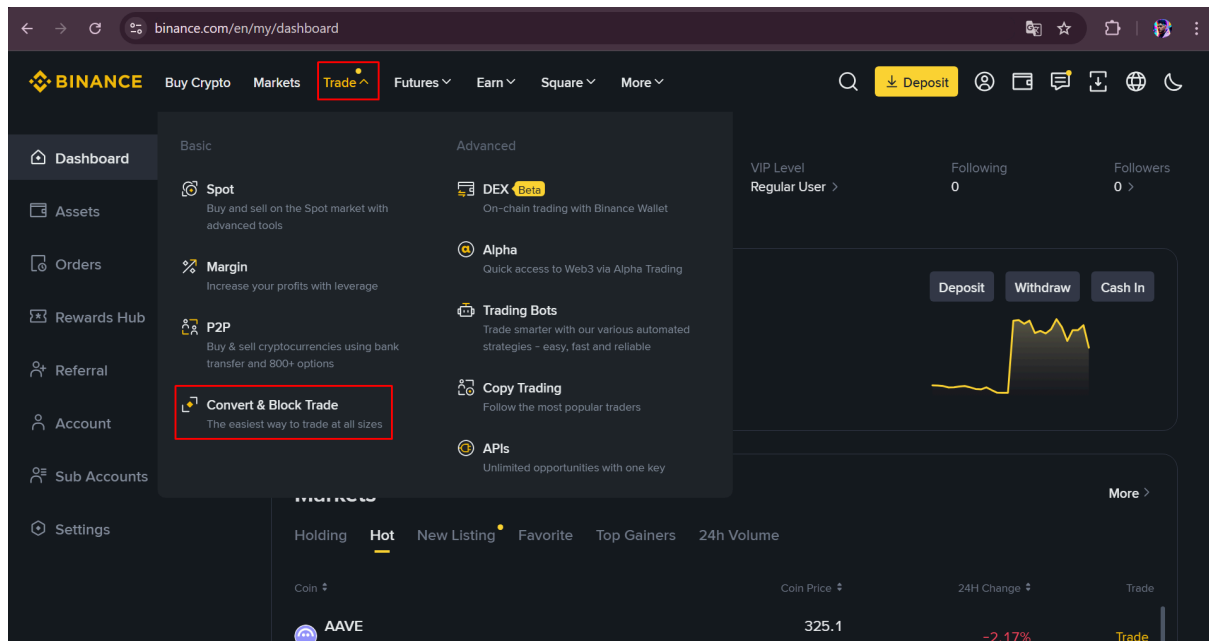 binance.com/en/my/dashboard
BINANCE
Buy Crypto
Markets
Trade
Futures
Earn
Square
More
Deposit
Dashboard
Assets
Orders
Rewards Hub
Referral
Account
Sub Accounts
Settings
Basic
Spot
Buy and sell on the Spot market with
advanced tools
Margin
Increase your profits with leverage
P2P
Buy & sell cryptocurrencies using bank
transfer and 800+ options
Convert & Block Trade
The easiest way to trade at all sizes
Advanced
DEX Beta
On-chain trading with Binance Wallet
Alpha
Quick access to Web3 via Alpha Trading
Trading Bots
Trade smarter with our various automated
strategies - easy, fast and reliable
Copy Trading
Follow the most popular traders
APIs
Unlimited opportunities with one key
VIP Level
Regular User
Following
0
Followers
0
Deposit
Withdraw
Cash In
Markets
More
Holding
Hot
New Listing
Favorite
Top Gainers
24h Volume
Coin
Coin Price
24H Change
Trade
AAVE
325.1
-2.17%
Trade